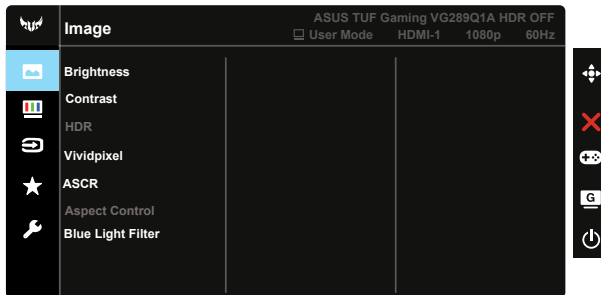 Image
ASUS TUF Gaming VG289Q1A HDR OFF
User Mode HDMI-1 1080p 60Hz
Brightness
Contrast
HDR
Vividpixel
ASCR
Aspect Control
Blue Light Filter
G